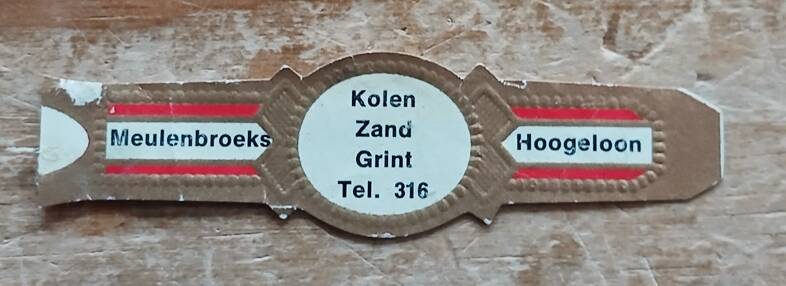 Meulenbroeks
Kolen
Zand
Grint
Tel. 316
Hoogeloon